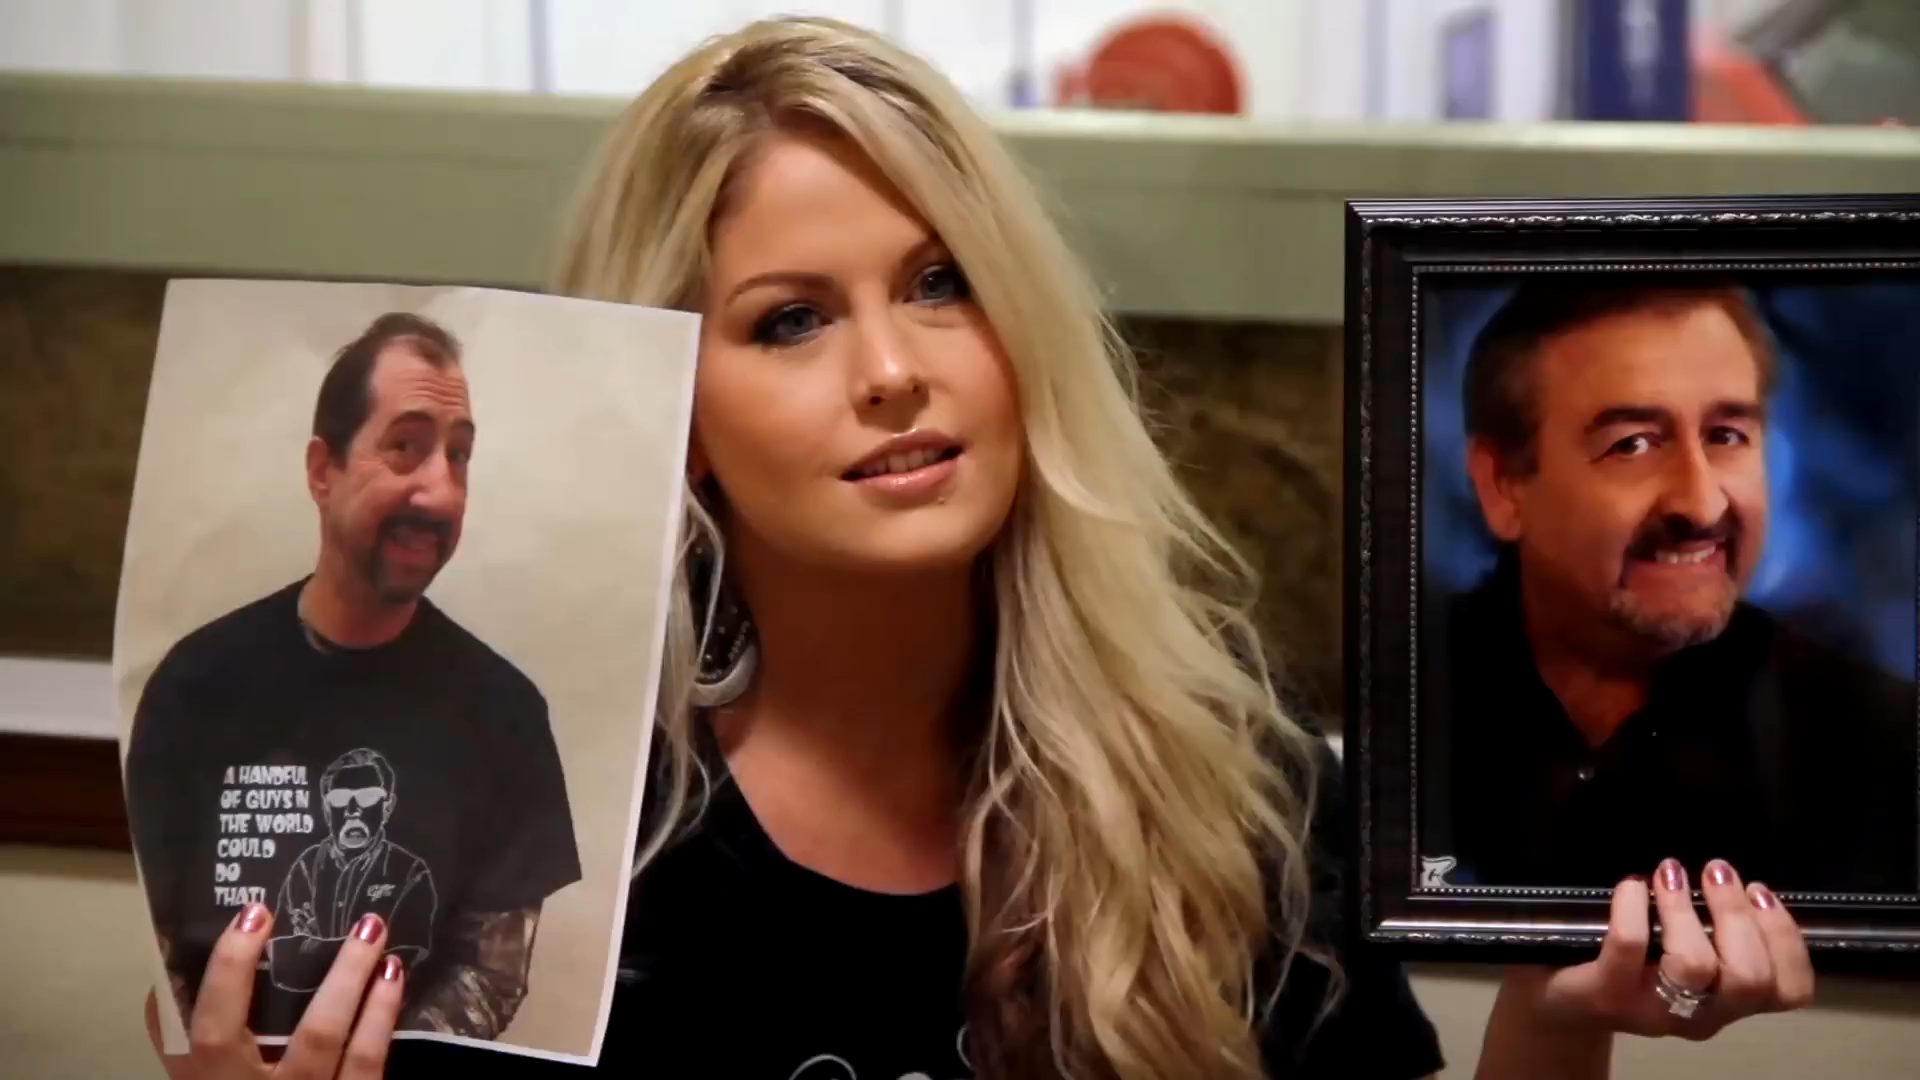 A HANDFUL
OF GUYS IN
THE WORLD
COULD
DO
THAT!